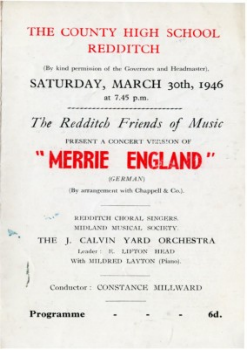 THE COUNTY HIGH SCHOOL
REDDITCH
(By kind permission of the Governors and Headmaster).
SATURDAY, MARCH 30th, 1946
at 7.45 p.m.
The Redditch Friends of Music
PRESENT A CONCERT VERSION OF
"MERRIE ENGLAND"
(GERMAN)
(By arrangement with Chappell & Co.).
REDDITCH CHORAL SINGERS.
MIDLAND MUSICAL SOCIETY.
THE J. CALVIN YARD ORCHESTRA
Leader: E. LIFTON HEAD
With MILDRED LAYTON (Piano).
Conductor: CONSTANCE MILLWARD
Programme - - - 6d.